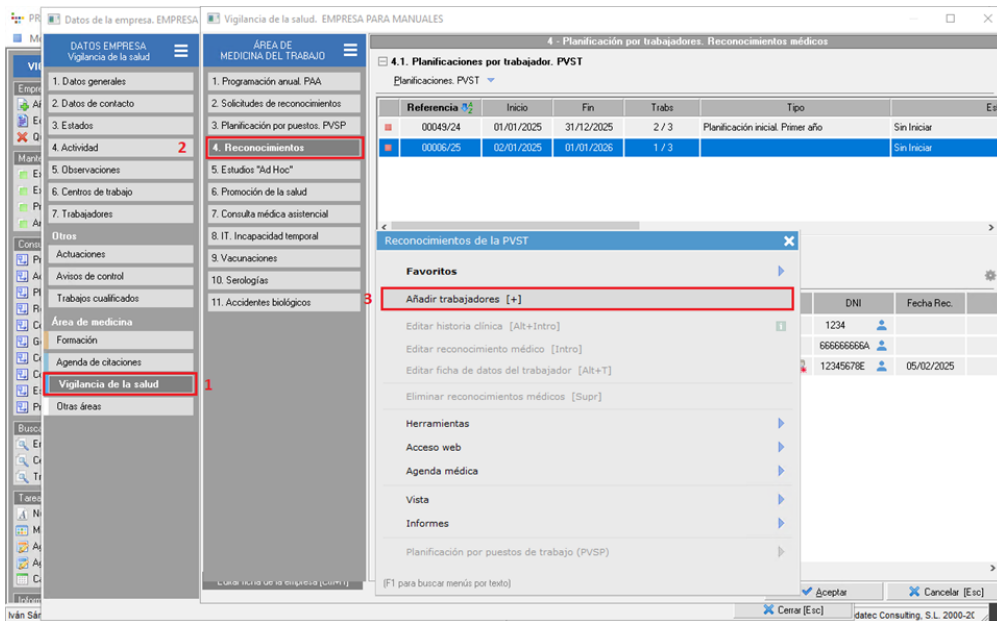 PR
Datos de la empresa. EMPRESA
Vigilancia de la salud. EMPRESA PARA MANUALES
DATOS EMPRESA
Vigilancia de la salud
1. Datos generales
2. Datos de contacto
3. Estados
4. Actividad
5. Observaciones
6. Centros de trabajo
7. Trabajadores
Otros
Actuaciones
Avisos de control
Trabajos cualificados
Área de medicina
Formación
Agenda de citaciones
Vigilancia de la salud
Otras áreas
1
2
ÁREA DE
MEDICINA DEL TRABAJO
1. Programación anual. PAA
2. Solicitudes de reconocimientos
3. Planificación por puestos. PVSP
4. Reconocimientos
5. Estudios "Ad Hoc"
6. Promoción de la salud
7. Consulta médica asistencial
8. IT. Incapacidad temporal
9. Vacunaciones
10. Serologías
11. Accidentes biológicos
3
4 - Planificación por trabajadores. Reconocimientos médicos
4.1. Planificaciones por trabajador. PVST
Planificaciones. PVST
Referencia Inicio Fin Trabs Tipo Es
00049/24 01/01/2025 31/12/2025 2 / 3 Planificación inicial. Primer año Sin Iniciar
00006/25 02/01/2025 01/01/2026 1 / 3 Sin Iniciar
Reconocimientos de la PVST
Favoritos
Añadir trabajadores [+]
Editar historia clínica [Alt+Intro]
Editar reconocimiento médico [Intro]
Editar ficha de datos del trabajador [Alt+T]
Eliminar reconocimientos médicos [Supr]
Herramientas
Acceso web
Agenda médica
Vista
Informes
Planificación por puestos de trabajo (PVSP)
(F1 para buscar menús por texto)
DNI Fecha Rec.
1234
666666666A
12345678E 05/02/2025
Aceptar
Cancelar [Esc]
Cerrar [Esc]
datec Consulting, S.L. 2000-20
Iván Sár